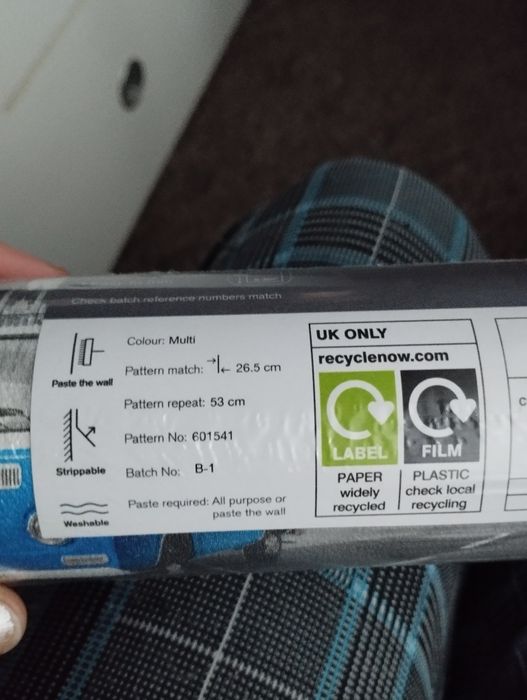 Check batch reference numbers match
Paste the wall
Strippable
Washable
Colour: Multi
Pattern match: 26.5 cm
Pattern repeat: 53 cm
Pattern No: 601541
Batch No: B-1
Paste required: All purpose or
paste the wall
UK ONLY
recyclenow.com
LABEL
PAPER
widely
recycled
FILM
PLASTIC
check local
recycling